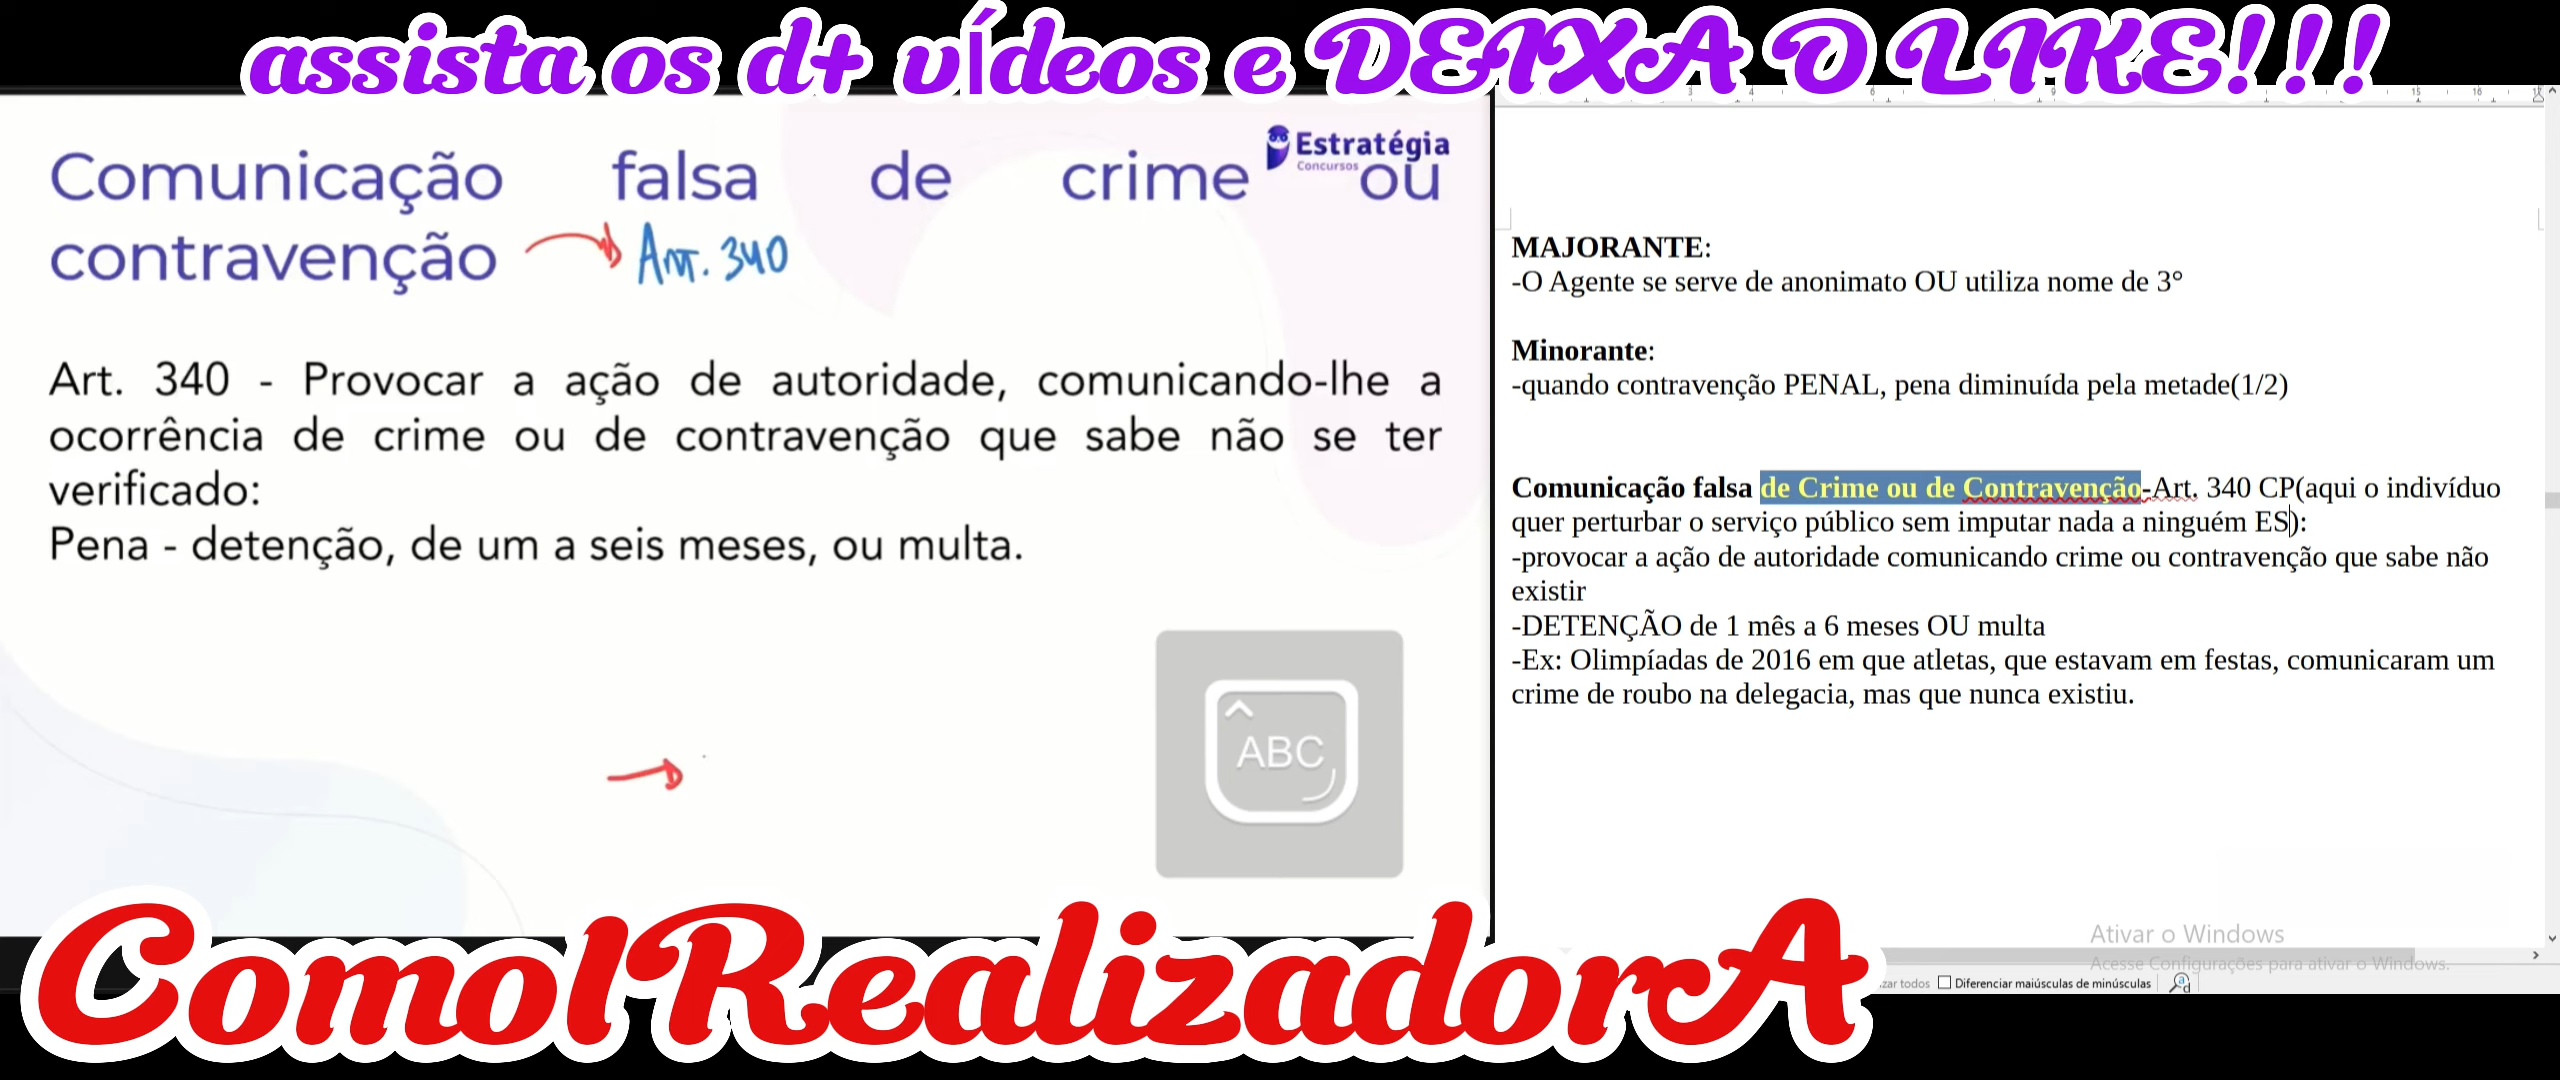 assista os d+ vÍdeos e DEIXA O LIKE!!!
Estratégia
Concursos
Comunicação falsa de crime ou
contravenção Art. 340
Art. 340 - Provocar a ação de autoridade, comunicando-lhe a
ocorrência de crime ou de contravenção que sabe não se ter
verificado:
Pena - detenção, de um a seis meses, ou multa.
ABC
MAJORANTE:
-O Agente se serve de anonimato OU utiliza nome de 3°
Minorante:
-quando contravenção PENAL, pena diminuída pela metade(1/2)
Comunicação falsa de Crime ou de Contravenção-Art. 340 CP(aqui o indivíduo
quer perturbar o serviço público sem imputar nada a ninguém ES):
-provocar a ação de autoridade comunicando crime ou contravenção que sabe não
existir
-DETENÇÃO de 1 mês a 6 meses OU multa
-Ex: Olimpíadas de 2016 em que atletas, que estavam em festas, comunicaram um
crime de roubo na delegacia, mas que nunca existiu.
Ativar o Windows
Acesse Configurações para ativar o Windows.
todos Diferenciar maiúsculas de minúsculas
ComolRealizadorA